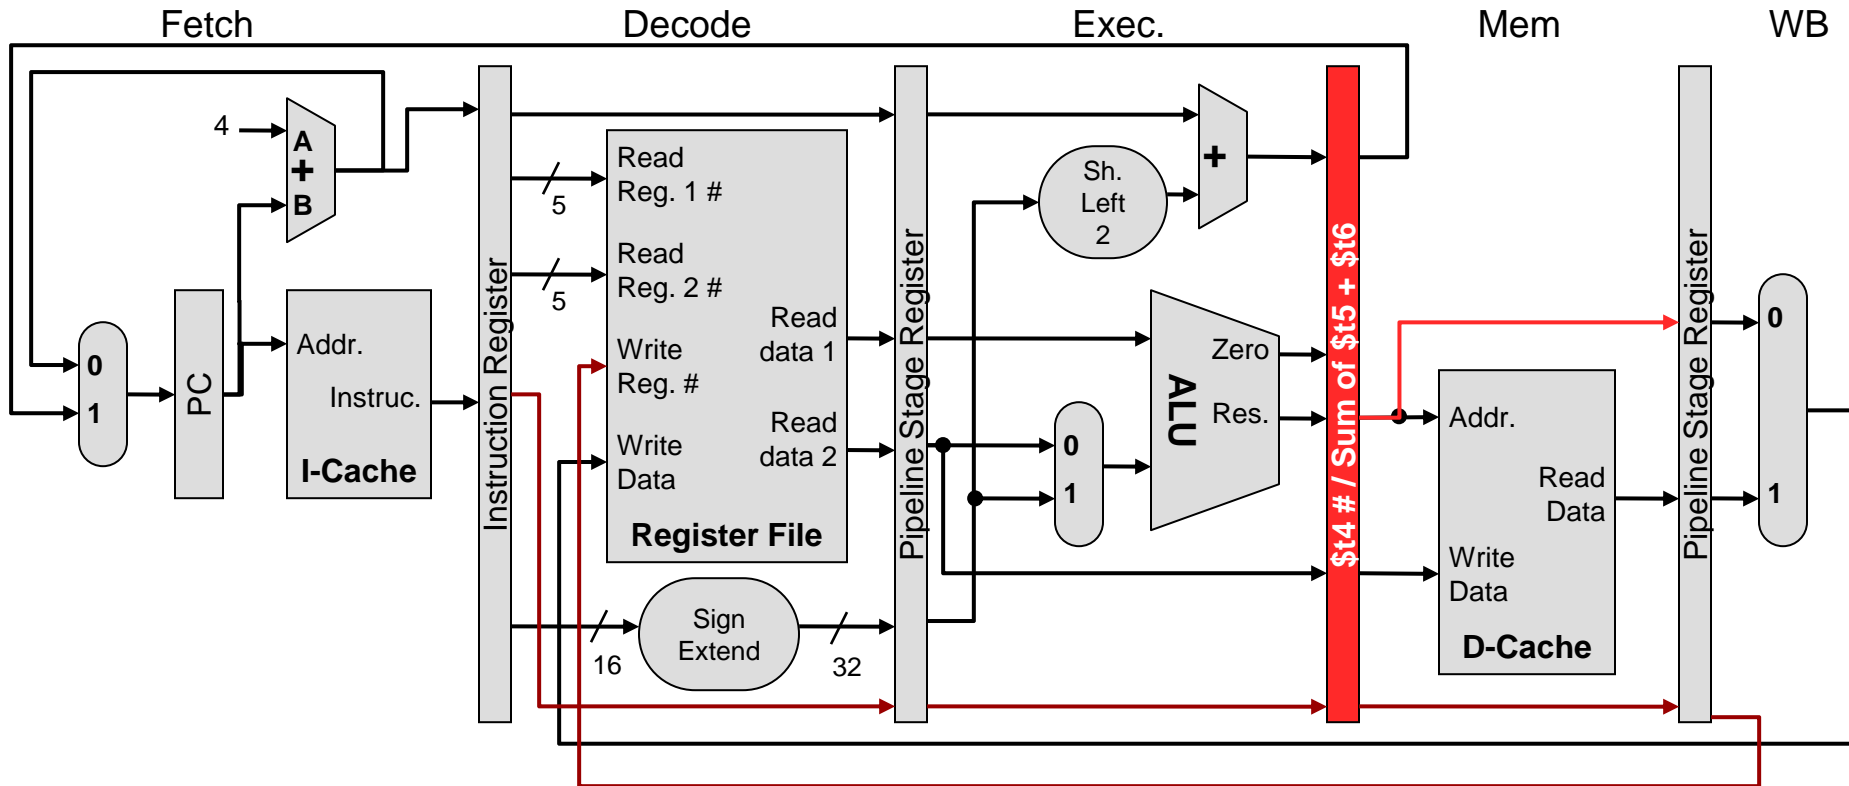 Fetch
Decode
Exec.
Mem
WB
4
A
+
B
0
1
PC
Addr.
Instruc.
I-Cache
Instruction Register
5
5
16
32
Read
Reg. 1 #
Read
Reg. 2 #
Write
Reg. #
Write
Data
Read
data 1
Read
data 2
Register File
Sign
Extend
Pipeline Stage Register
Sh.
Left
2
+
0
1
ALU
Zero
Res.
$t4 # / Sum of $t5 + $t6
Addr.
Read
Data
Write
Data
D-Cache
Pipeline Stage Register
0
1